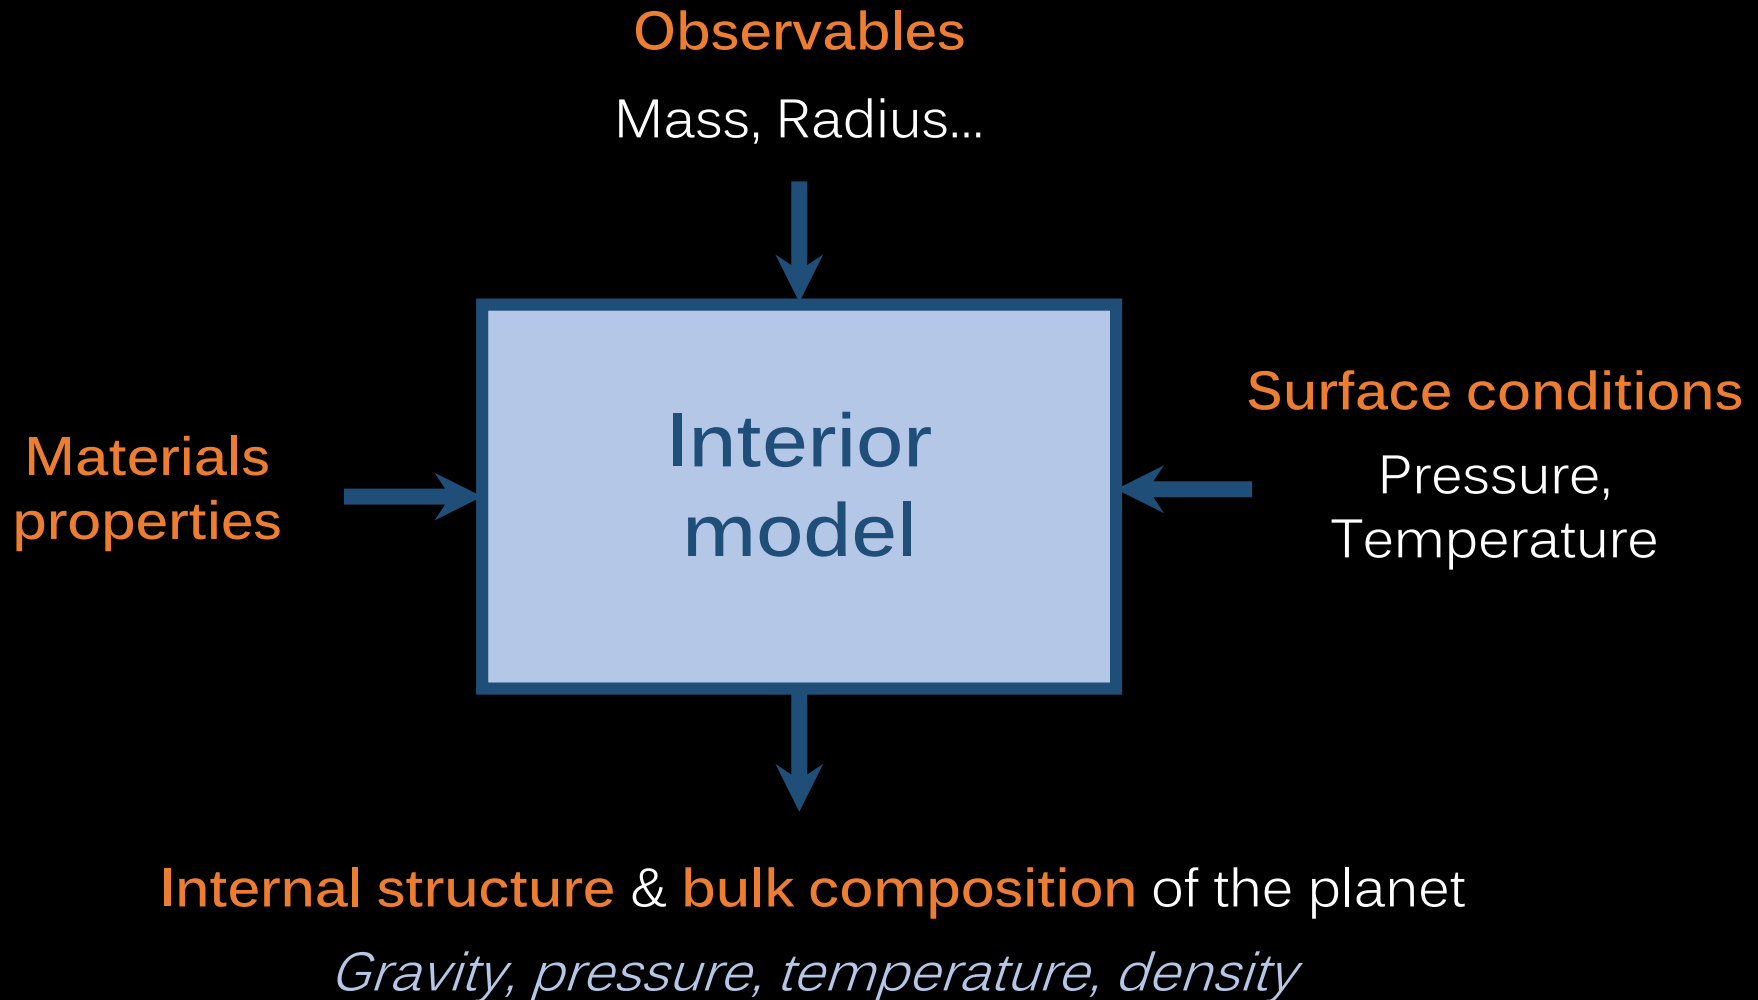 Observables
Mass, Radius...
Materials
properties
Interior
model
Surface conditions
Pressure,
Temperature
Internal structure & bulk composition of the planet
Gravity, pressure, temperature, density